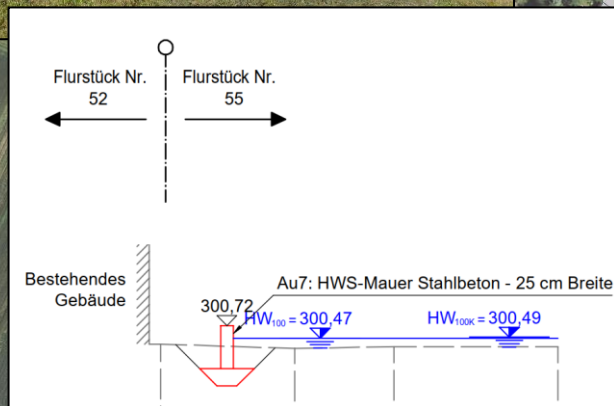 Flurstück Nr.
52
Flurstück Nr.
55
Bestehendes
Gebäude
Au7: HWS-Mauer Stahlbeton - 25 cm Breite
300,72
HW100 = 300,47
HW100K = 300,49